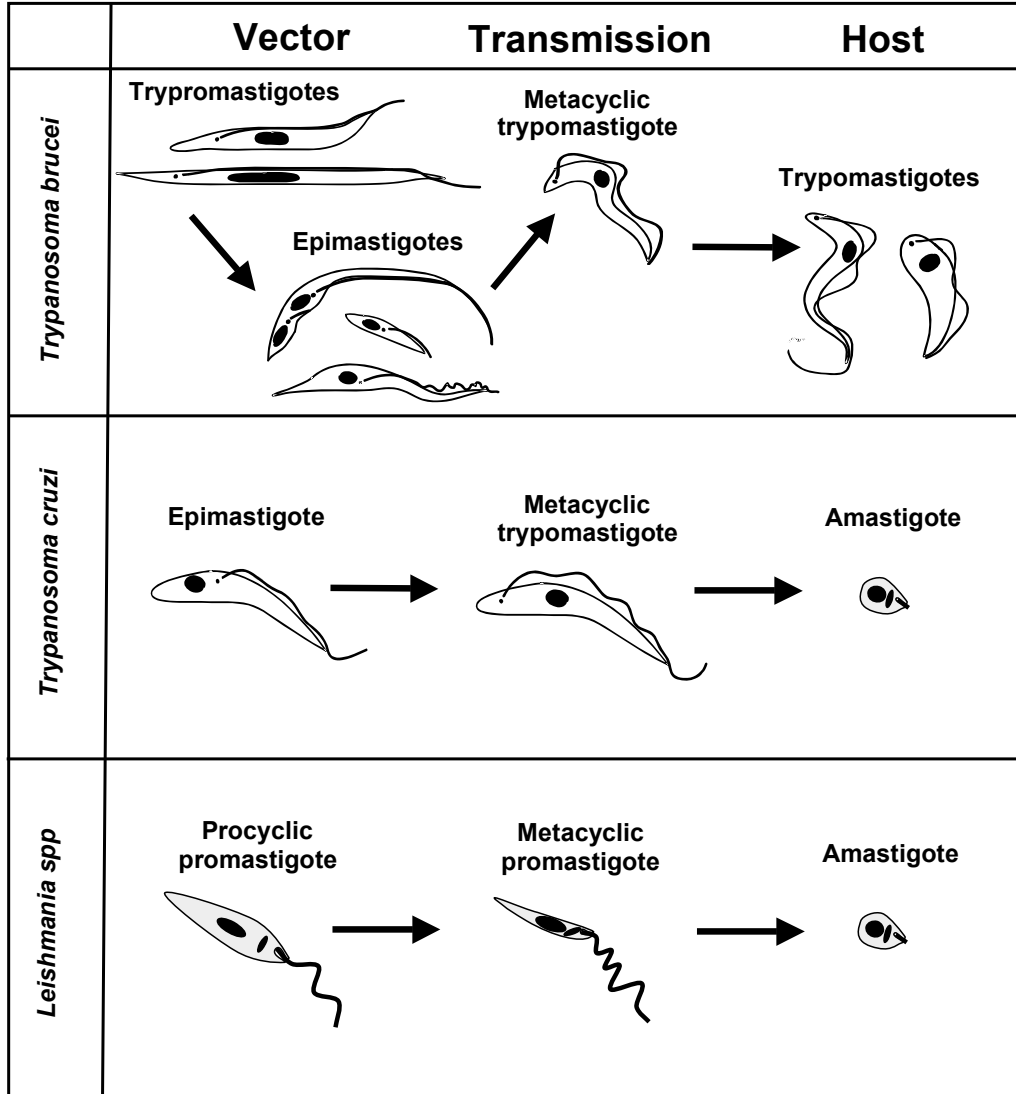 Vector
Transmission
Host
Trypanosoma brucei
Trypromastigotes
Epimastigotes
Metacyclic
trypomastigote
Trypomastigotes
Trypanosoma cruzi
Epimastigote
Metacyclic
trypomastigote
Amastigote
Leishmania spp
Procyclic
promastigote
Metacyclic
promastigote
Amastigote